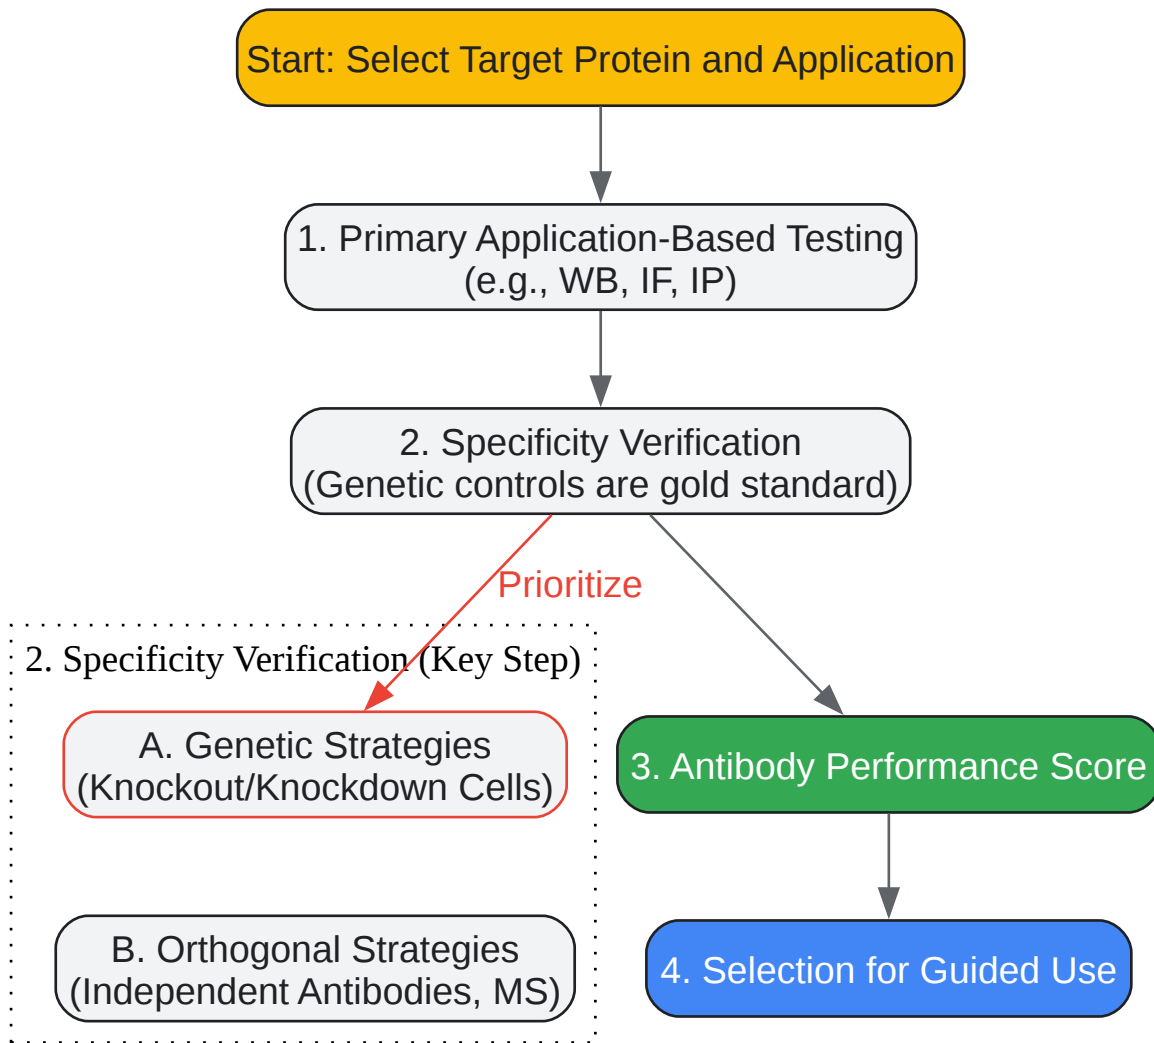 Start: Select Target Protein and Application
1. Primary Application-Based Testing
(e.g., WB, IF, IP)
2. Specificity Verification
(Genetic controls are gold standard)
Prioritize
2. Specificity Verification (Key Step)
A. Genetic Strategies
(Knockout/Knockdown Cells)
B. Orthogonal Strategies
(Independent Antibodies, MS)
3. Antibody Performance Score
4. Selection for Guided Use